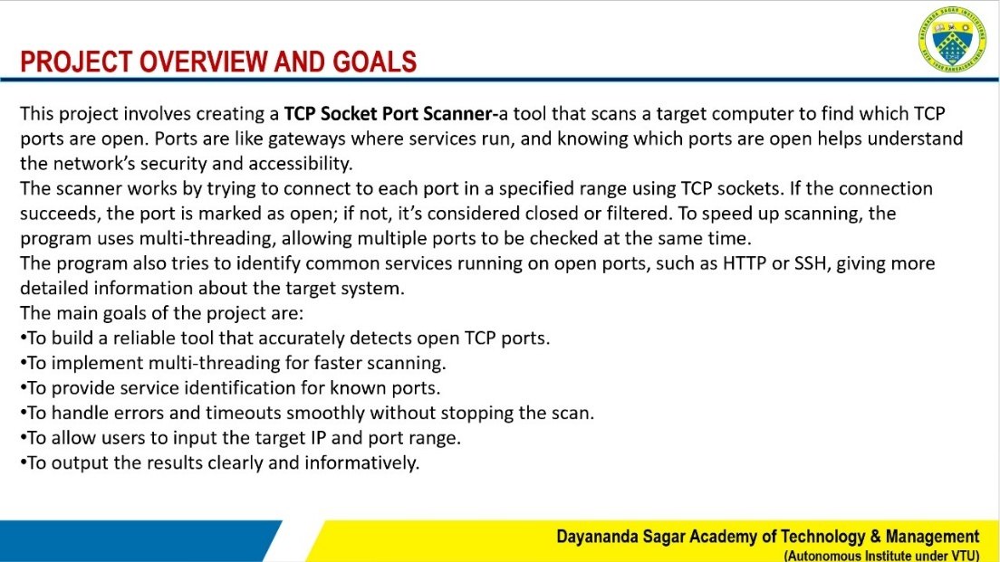 PROJECT OVERVIEW AND GOALS
This project involves creating a TCP Socket Port Scanner-a tool that scans a target computer to find which TCP
ports are open. Ports are like gateways where services run, and knowing which ports are open helps understand
the network’s security and accessibility.
The scanner works by trying to connect to each port in a specified range using TCP sockets. If the connection
succeeds, the port is marked as open; if not, it’s considered closed or filtered. To speed up scanning, the
program uses multi-threading, allowing multiple ports to be checked at the same time.
The program also tries to identify common services running on open ports, such as HTTP or SSH, giving more
detailed information about the target system.
The main goals of the project are:
•To build a reliable tool that accurately detects open TCP ports.
•To implement multi-threading for faster scanning.
•To provide service identification for known ports.
•To handle errors and timeouts smoothly without stopping the scan.
•To allow users to input the target IP and port range.
•To output the results clearly and informatively.
Dayananda Sagar Academy of Technology & Management
(Autonomous Institute under VTU)